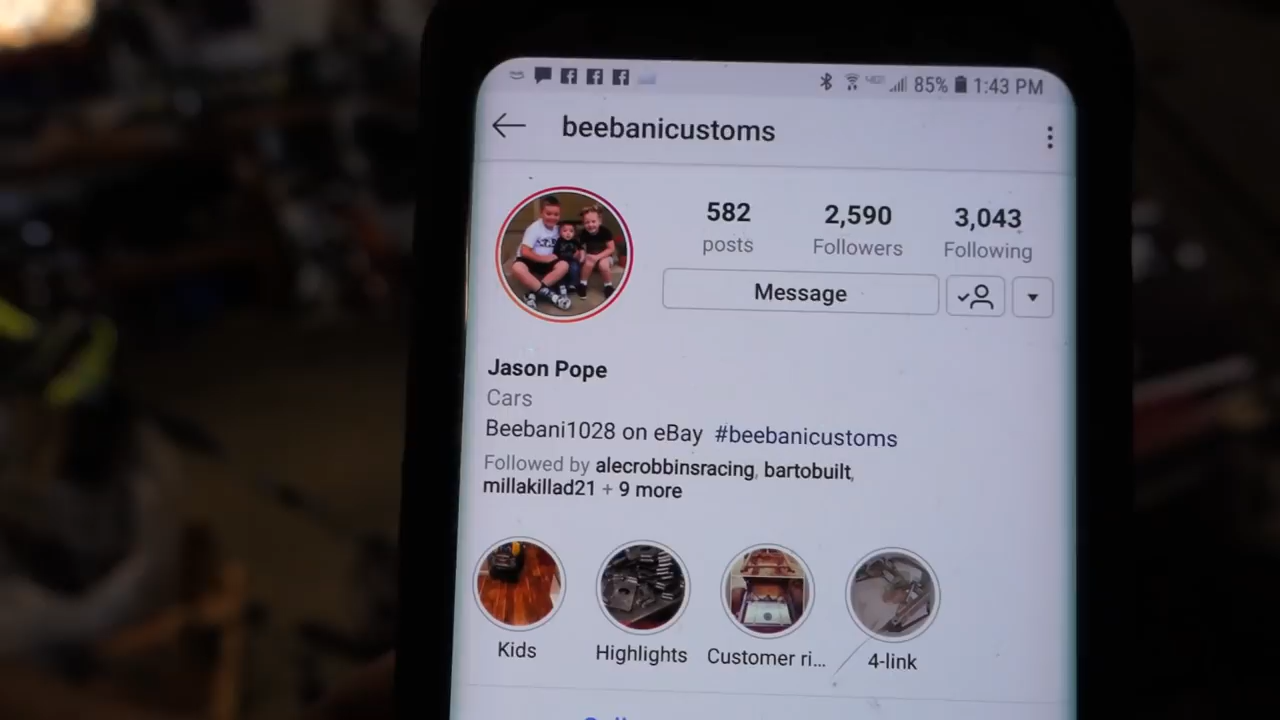 85% 1:43 PM
beebanicustoms
582 2,590 3,043
posts Followers Following
Message
Jason Pope
Cars
Beebani1028 on eBay #beebanicustoms
Followed by alecrobbinsracing, bartobuilt,
millakillad21 + 9 more
Kids Highlights Customer ri... 4-link